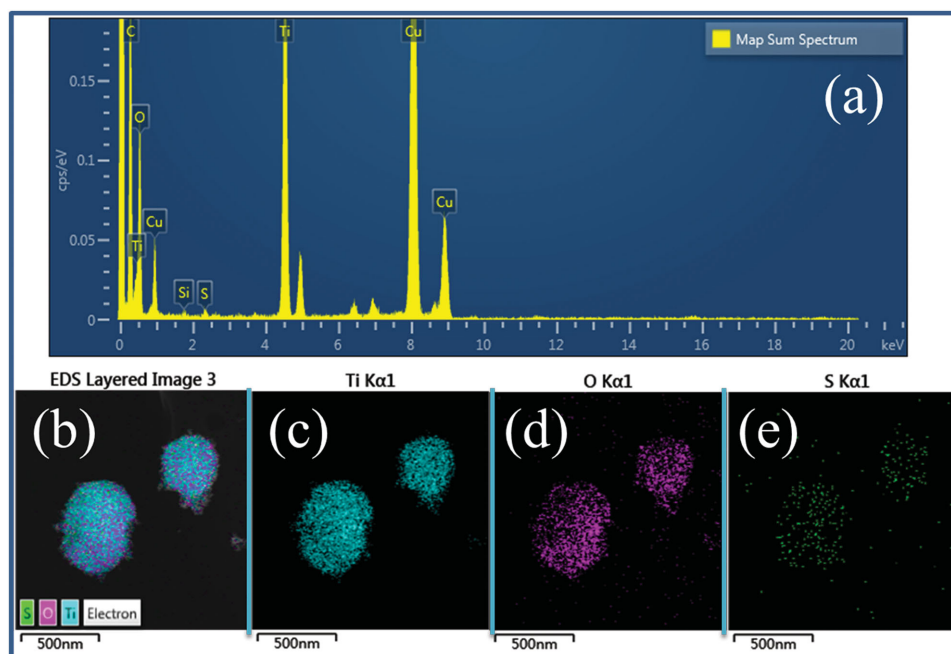 C
Ti
Cu
Map Sum Spectrum
(a)
0.15
O
0.1
cps/eV
Cu
Ti
Cu
0.05
Si
S
0
0 2 4 6 8 10 12 14 16 18 20 keV
EDS Layered Image 3
Ti Kα1
O Kα1
S Kα1
(b)
(c)
(d)
(e)
S O Ti Electron
500nm
500nm
500nm
500nm